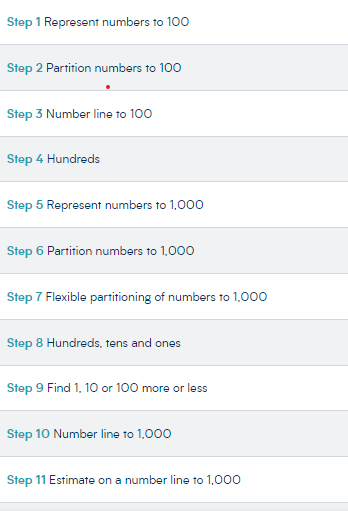 Step 1 Represent numbers to 100
Step 2 Partition numbers to 100
Step 3 Number line to 100
Step 4 Hundreds
Step 5 Represent numbers to 1,000
Step 6 Partition numbers to 1,000
Step 7 Flexible partitioning of numbers to 1,000
Step 8 Hundreds, tens and ones
Step 9 Find 1, 10 or 100 more or less
Step 10 Number line to 1,000
Step 11 Estimate on a number line to 1,000